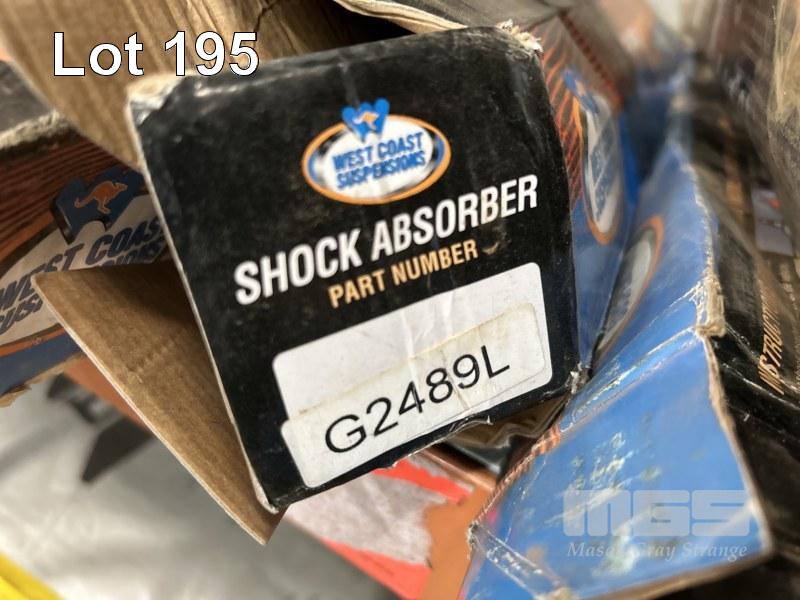 Lot 195
WEST COAST
SUSPENSIONS
SHOCK ABSORBER
PART NUMBER
G2489L
WEST COAST
MGS
Mason Gray Strange